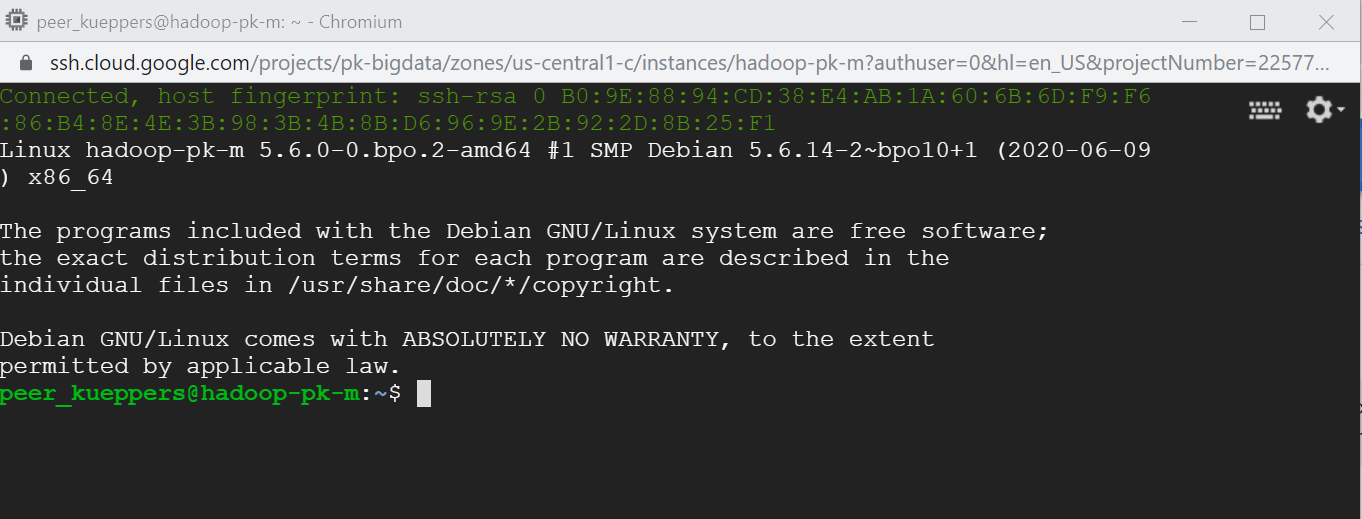 peer_kueppers@hadoop-pk-m: ~ - Chromium
ssh.cloud.google.com/projects/pk-bigdata/zones/us-central1-c/instances/hadoop-pk-m?authuser=0&hl=en_US&projectNumber=22577...
Connected, host fingerprint: ssh-rsa 0 B0:9E:88:94:CD:38:E4:AB:1A:60:6B:6D:F9:F6
:86:B4:8E:4E:3B:98:3B:4B:8B:D6:96:9E:2B:92:2D:8B:25:F1
Linux hadoop-pk-m 5.6.0-0.bpo.2-amd64 #1 SMP Debian 5.6.14-2~bpo10+1 (2020-06-09
) x86_64
The programs included with the Debian GNU/Linux system are free software;
the exact distribution terms for each program are described in the
individual files in /usr/share/doc/*/copyright.
Debian GNU/Linux comes with ABSOLUTELY NO WARRANTY, to the extent
permitted by applicable law.
peer_kueppers@hadoop-pk-m:~$